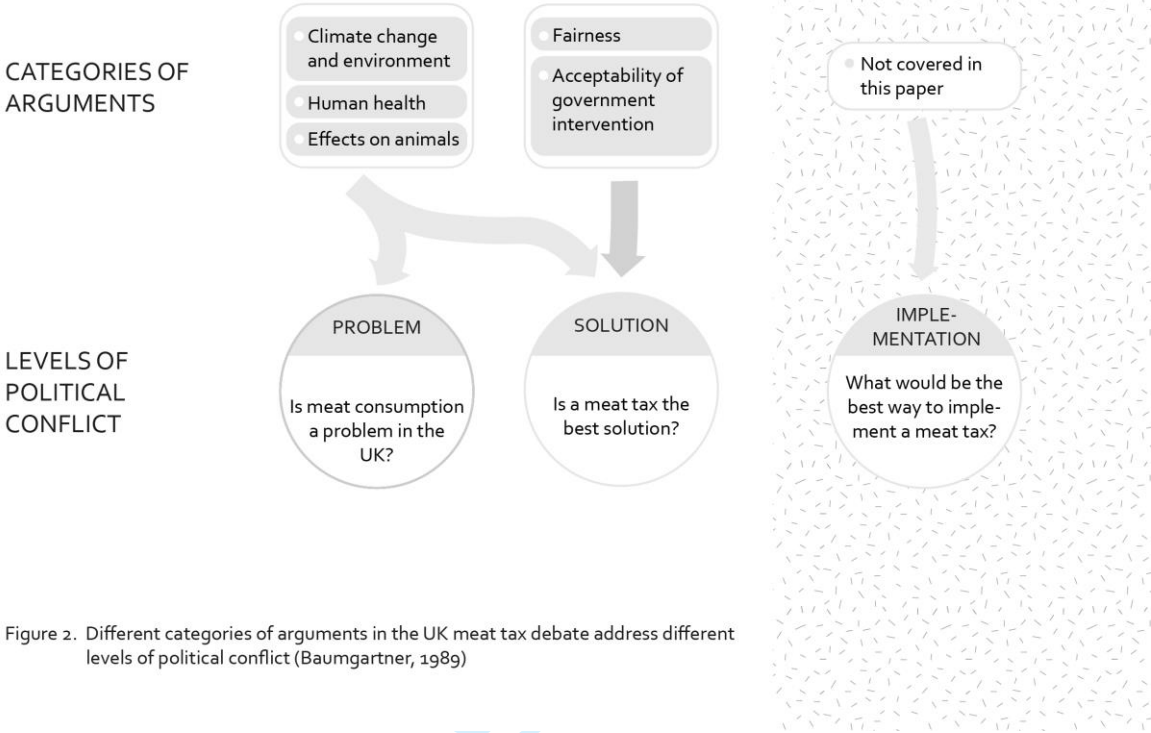 CATEGORIES OF
ARGUMENTS
Climate change
and environment
Human health
Effects on animals
Fairness
Acceptability of
government
intervention
Not covered in
this paper
LEVELS OF
POLITICAL
CONFLICT
PROBLEM
Is meat consumption
a problem in the
UK?
SOLUTION
Is a meat tax the
best solution?
IMPLE-
MENTATION
What would be the
best way to imple-
ment a meat tax?
Figure 2. Different categories of arguments in the UK meat tax debate address different
levels of political conflict (Baumgartner, 1989)